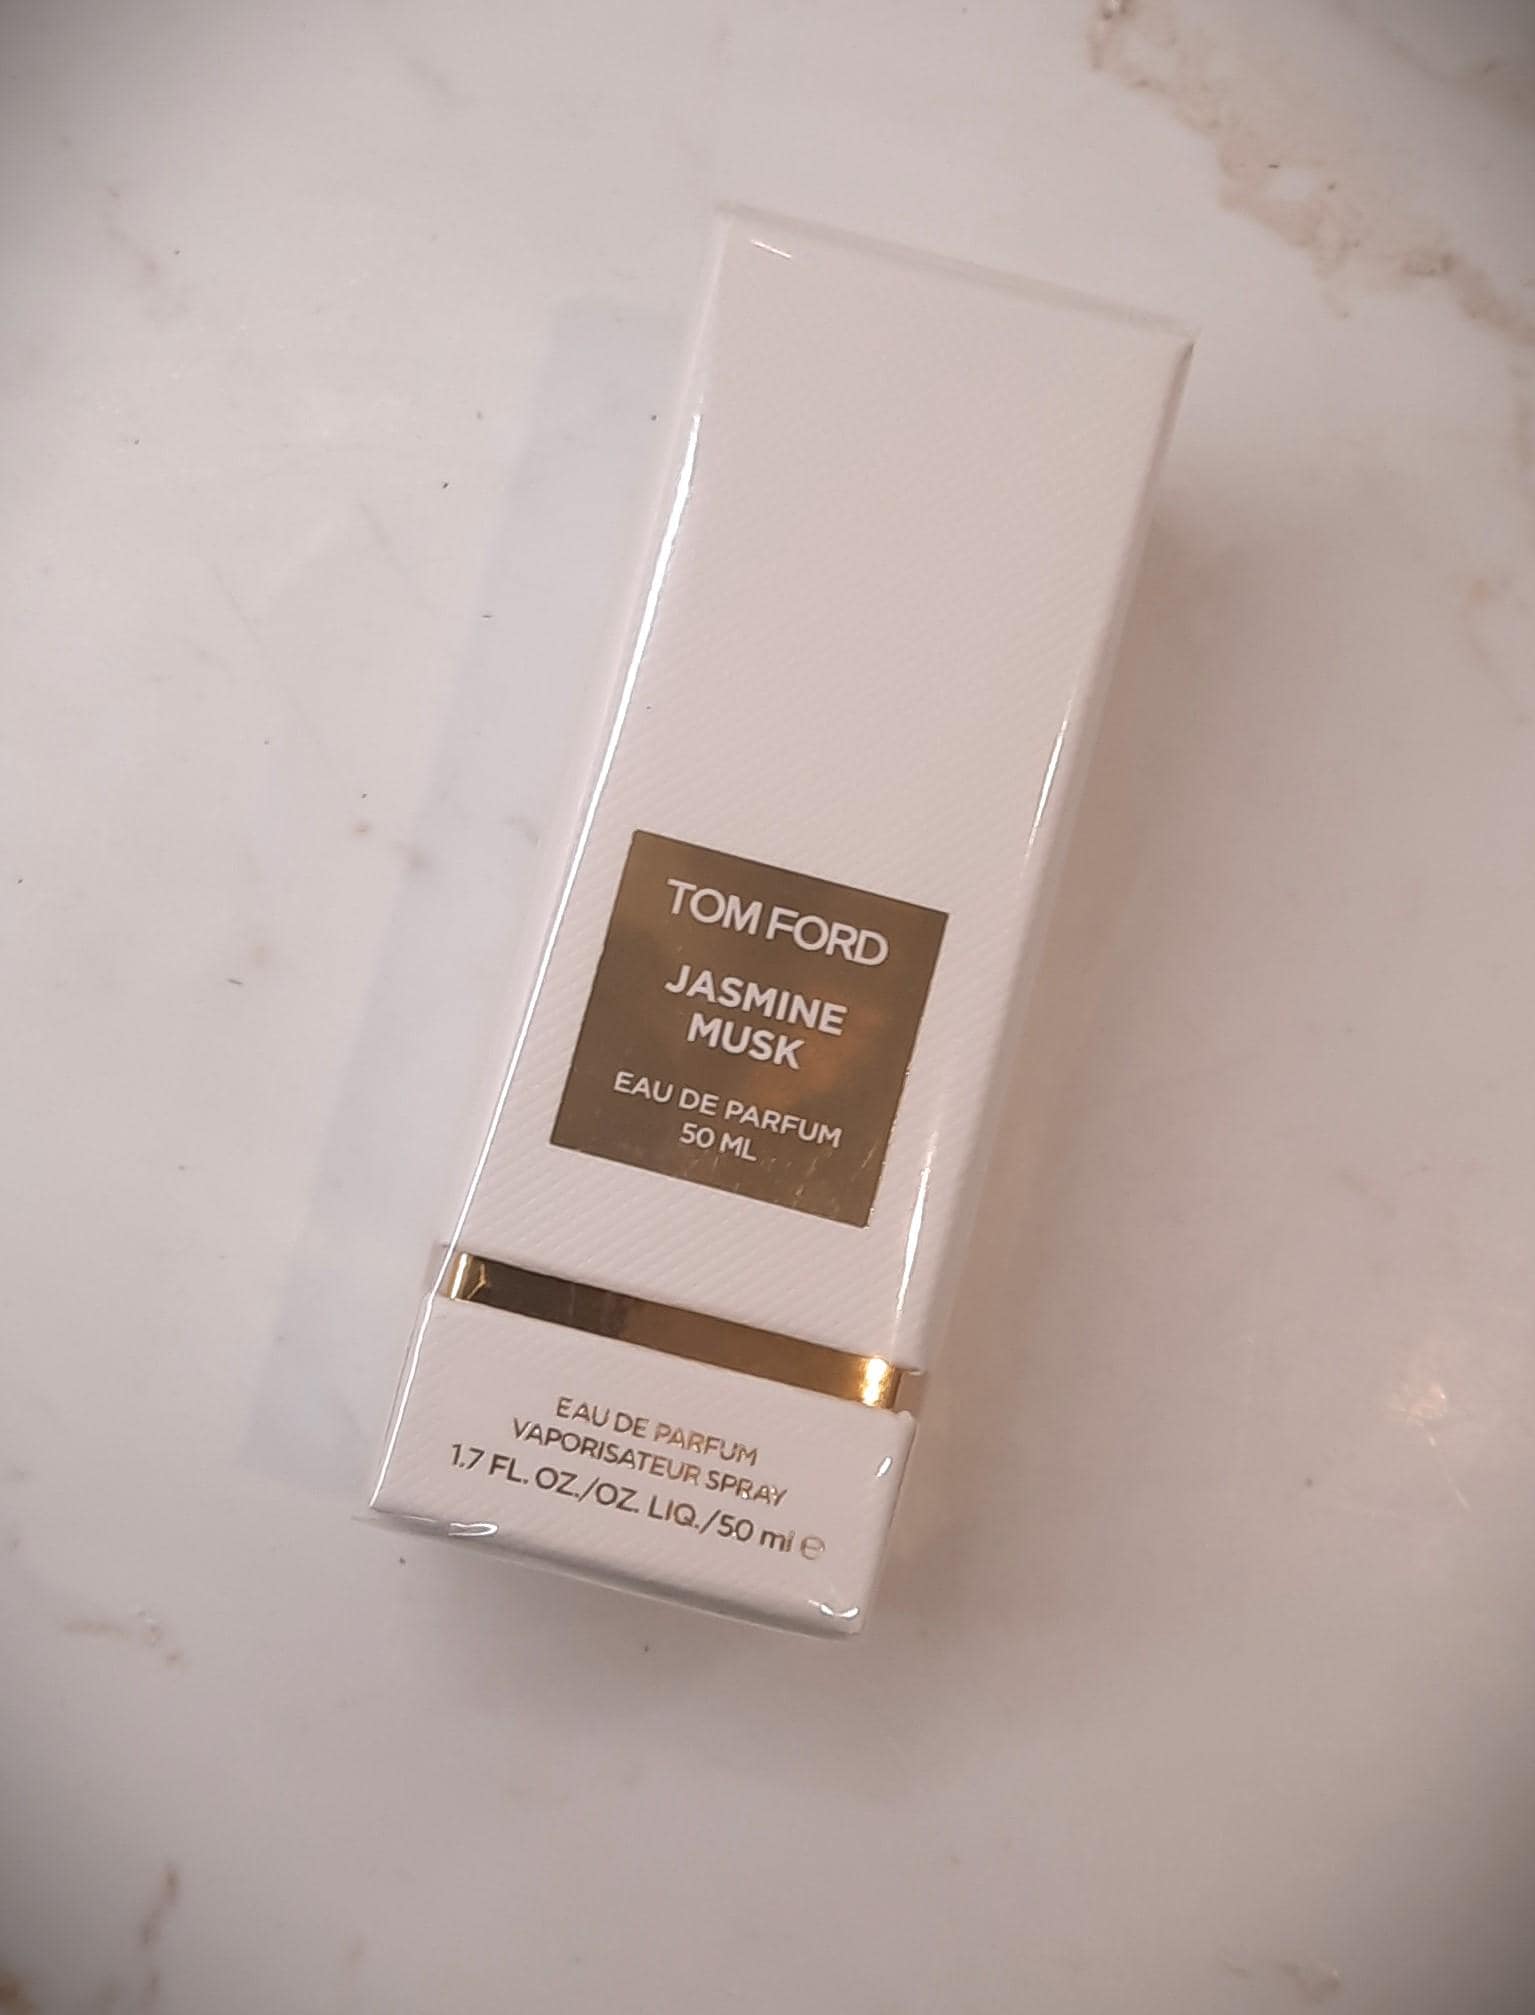 TOM FORD
JASMINE
MUSK
EAU DE PARFUM
50 ML
EAU DE PARFUM
VAPORISATEUR SPRAY
1.7 FL. OZ./OZ. LIQ./50 ml ℮